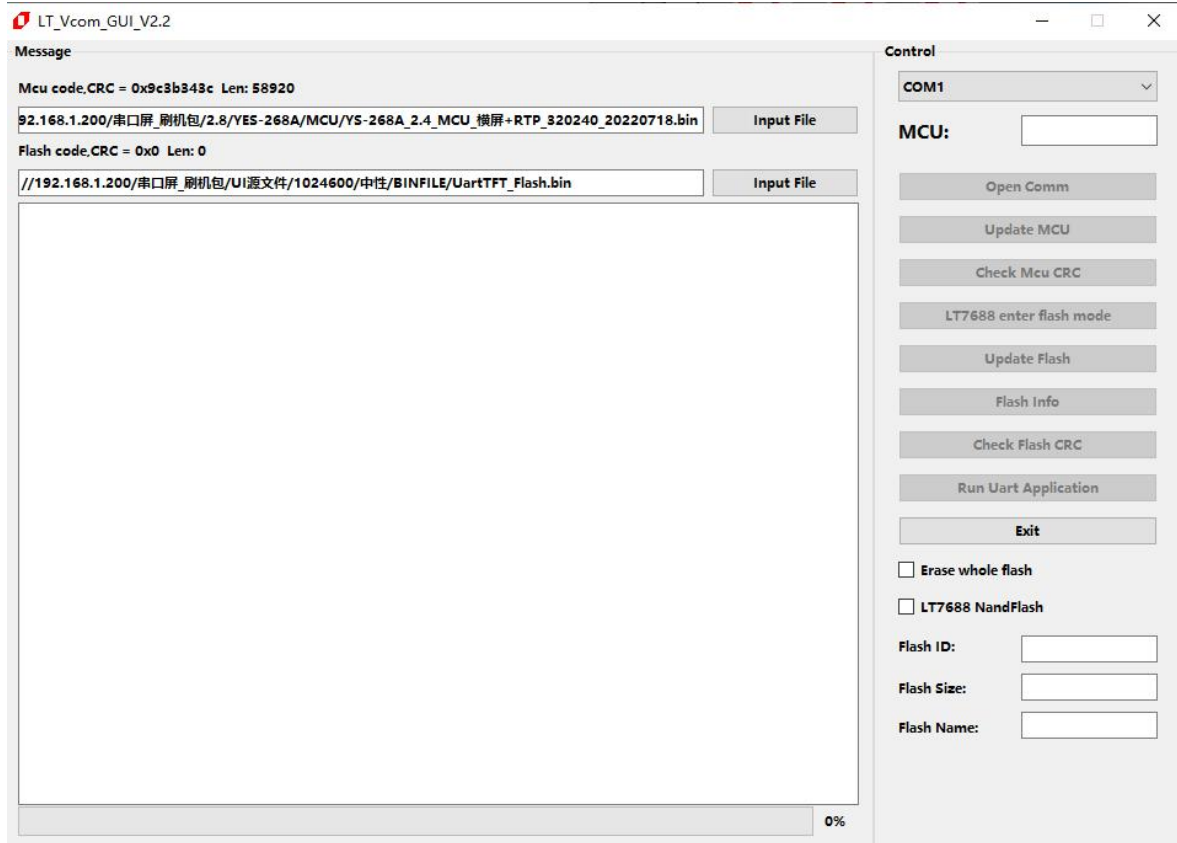 LT_Vcom_GUI_V2.2
Message
Mcu code,CRC = 0x9c3b343c Len: 58920
92.168.1.200/串口屏_刷机包/2.8/YES-268A/MCU/YS-268A_2.4_MCU_横屏+RTP_320240_20220718.bin
Input File
Flash code,CRC = 0x0 Len: 0
//192.168.1.200/串口屏_刷机包/UI源文件/1024600/中性/BINFILE/UartTFT_Flash.bin
Input File
0%
Control
COM1
MCU:
Open Comm
Update MCU
Check Mcu CRC
LT7688 enter flash mode
Update Flash
Flash Info
Check Flash CRC
Run Uart Application
Exit
Erase whole flash
LT7688 NandFlash
Flash ID:
Flash Size:
Flash Name: